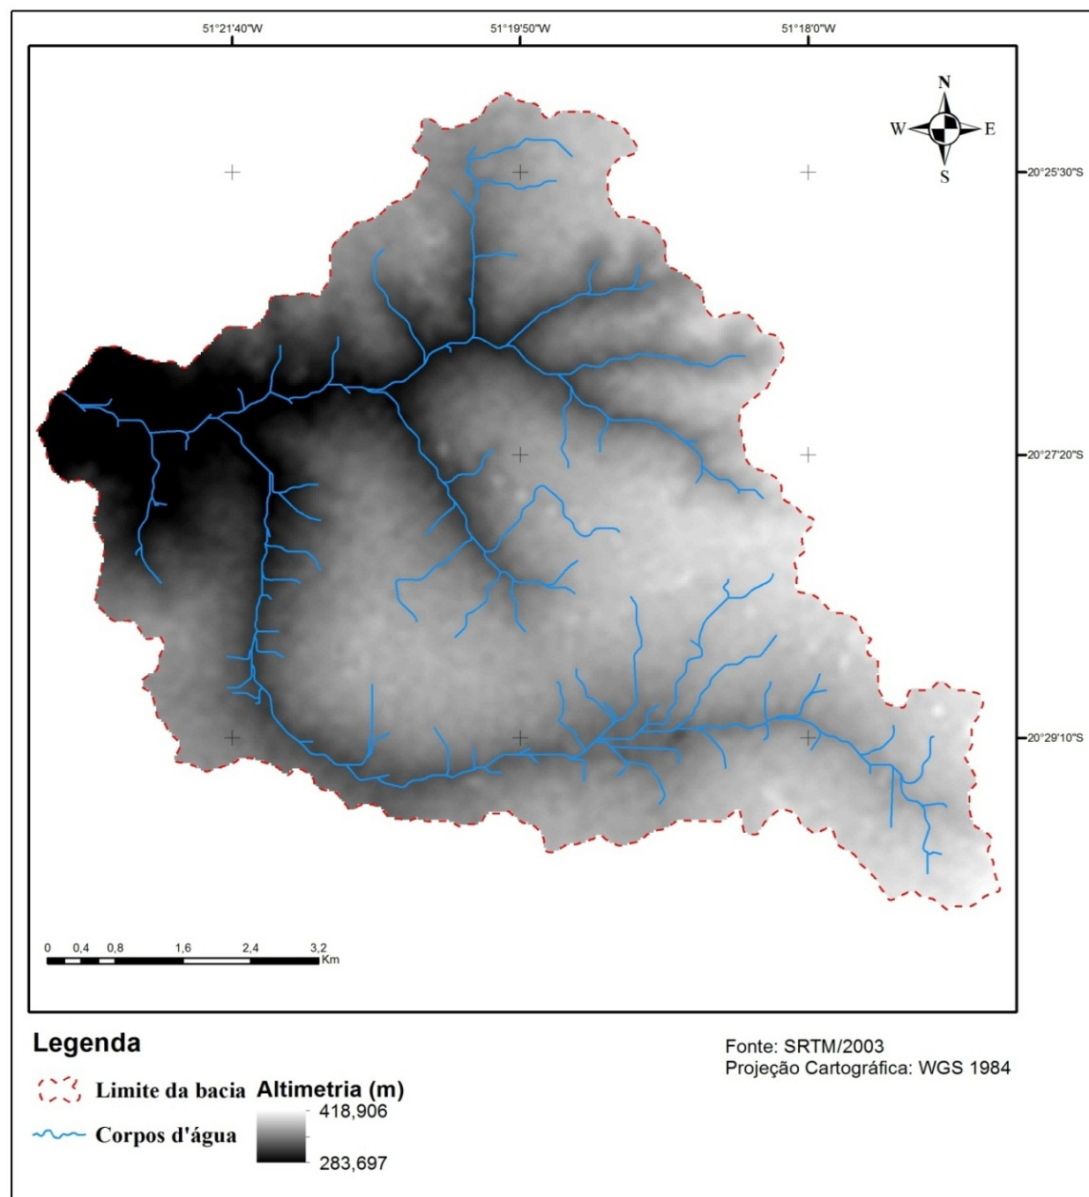 51°21'40"W 51°19'50"W 51°18'0"W
N
W E
S
20°25'30"S
20°27'20"S
20°29'10"S
0 0,4 0,8 1,6 2,4 3,2
Km
Legenda
Limite da bacia
Corpos d'água
Altimetria (m)
418,906
283,697
Fonte: SRTM/2003
Projeção Cartográfica: WGS 1984